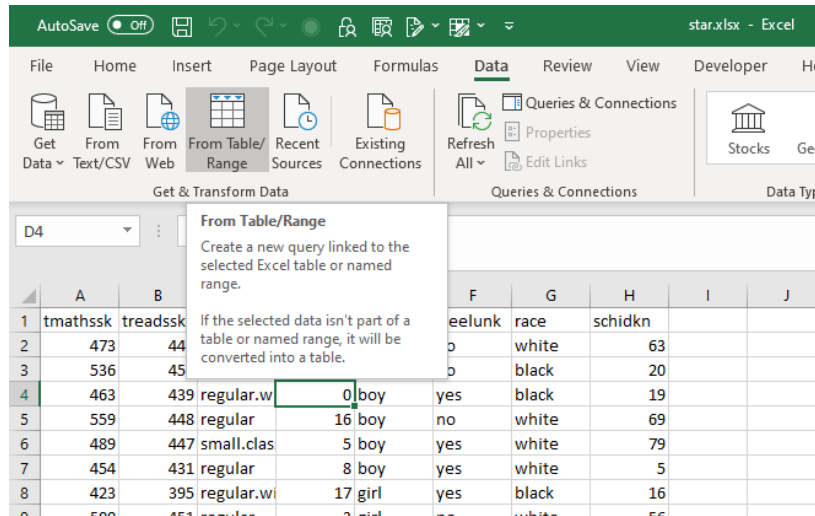 AutoSave Off star.xlsx - Excel
File Home Insert Page Layout Formulas Data Review View Developer
Get Data From Text/CSV From Web From Table/ Range Recent Sources Existing Connections Refresh All Queries & Connections Properties Edit Links Stocks
Get & Transform Data Queries & Connections
D4
From Table/Range
Create a new query linked to the
selected Excel table or named
range.
If the selected data isn't part of a
table or named range, it will be
converted into a table.
A B F G H I J
1 tmathssk treadssk eelunk race schidkn
2 473 44 white 63
3 536 45 black 20
4 463 439 regular.w 0 boy yes black 19
5 559 448 regular 16 boy no white 69
6 489 447 small.clas 5 boy yes white 79
7 454 431 regular 8 boy yes white 5
8 423 395 regular.wi 17 girl yes black 16